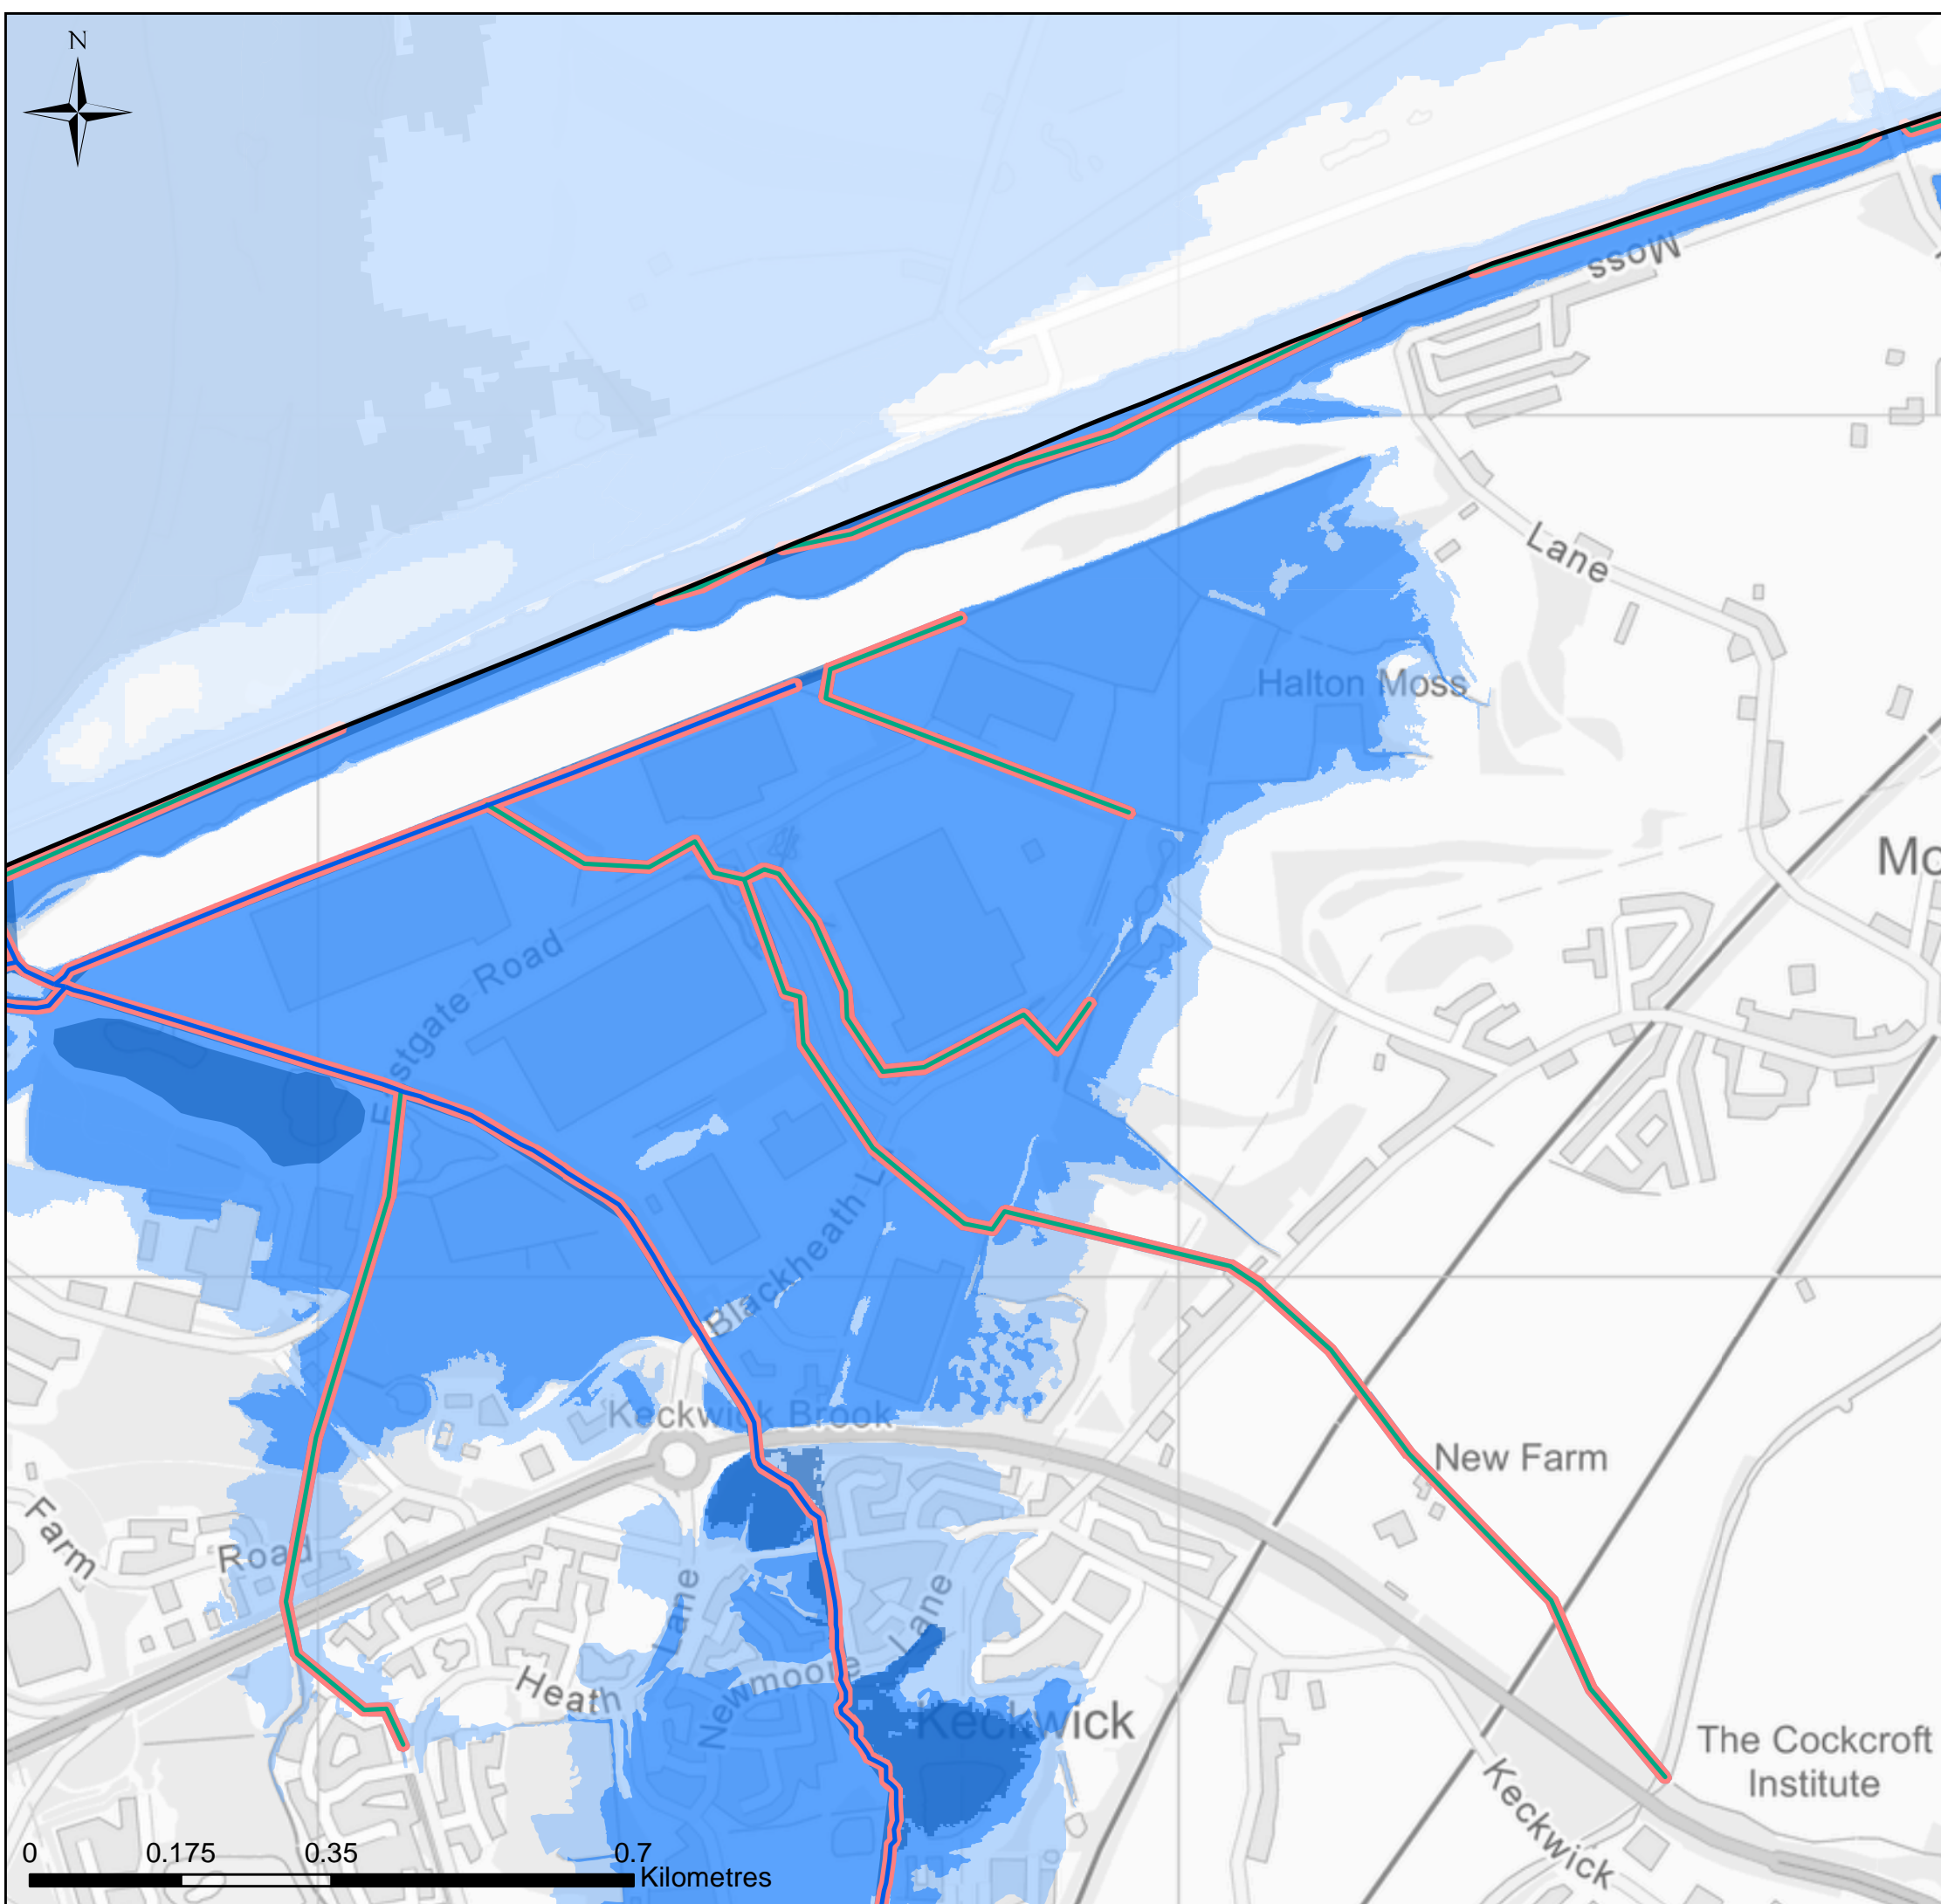 N
Moss
Lane
Halton Moss
Mo
Eastgate Road
Blackheath L
Keckwick Brook
New Farm
Farm
Road
Lane
Lane
Newmoore
Heath
Keckwick
The Cockcroft
Institute
Keckwick
0 0.175 0.35 0.7
Kilometres